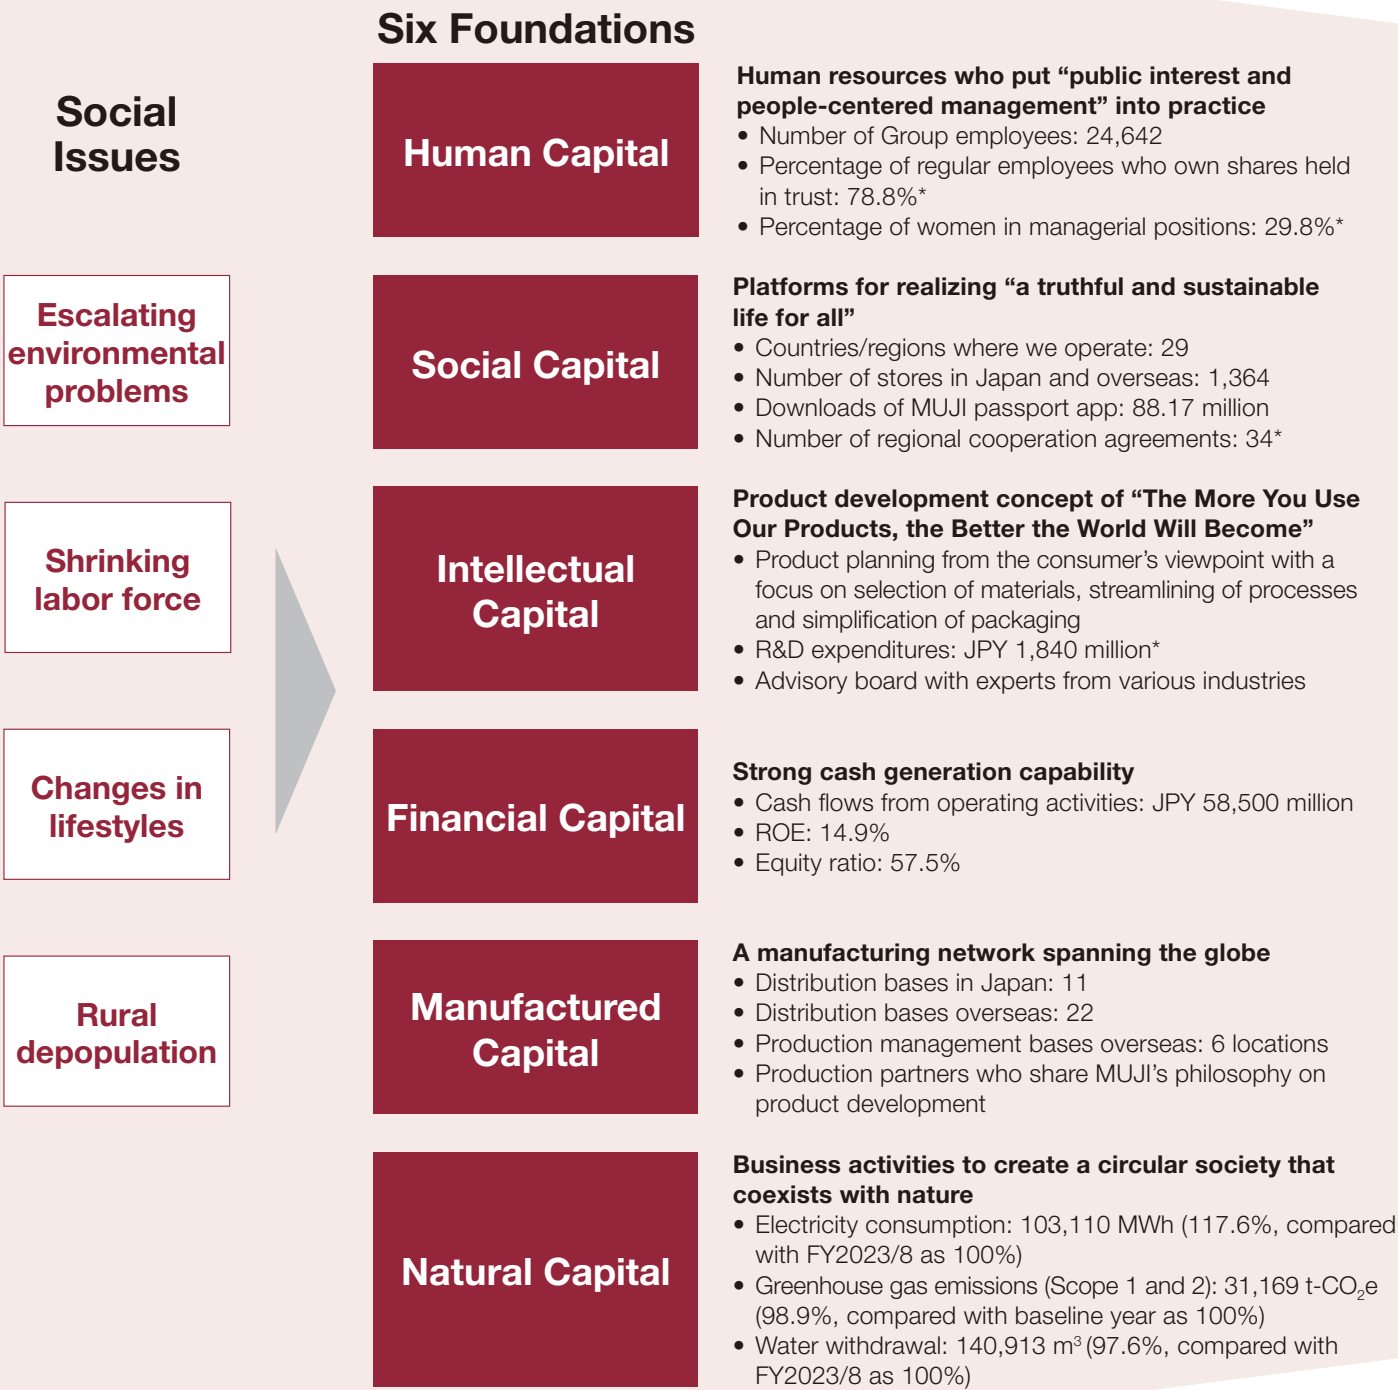 Six Foundations
Social
Issues
Escalating
environmental
problems
Shrinking
labor force
Changes in
lifestyles
Rural
depopulation
Human Capital
Human resources who put “public interest and
people-centered management” into practice
• Number of Group employees: 24,642
• Percentage of regular employees who own shares held
in trust: 78.8%*
• Percentage of women in managerial positions: 29.8%*
Social Capital
Platforms for realizing “a truthful and sustainable
life for all”
• Countries/regions where we operate: 29
• Number of stores in Japan and overseas: 1,364
• Downloads of MUJI passport app: 88.17 million
• Number of regional cooperation agreements: 34*
Intellectual
Capital
Product development concept of “The More You Use
Our Products, the Better the World Will Become”
• Product planning from the consumer’s viewpoint with a
focus on selection of materials, streamlining of processes
and simplification of packaging
• R&D expenditures: JPY 1,840 million*
• Advisory board with experts from various industries
Financial Capital
Strong cash generation capability
• Cash flows from operating activities: JPY 58,500 million
• ROE: 14.9%
• Equity ratio: 57.5%
Manufactured
Capital
A manufacturing network spanning the globe
• Distribution bases in Japan: 11
• Distribution bases overseas: 22
• Production management bases overseas: 6 locations
• Production partners who share MUJI’s philosophy on
product development
Natural Capital
Business activities to create a circular society that
coexists with nature
• Electricity consumption: 103,110 MWh (117.6%, compared
with FY2023/8 as 100%)
• Greenhouse gas emissions (Scope 1 and 2): 31,169 t-CO₂e
(98.9%, compared with baseline year as 100%)
• Water withdrawal: 140,913 m³ (97.6%, compared with
FY2023/8 as 100%)